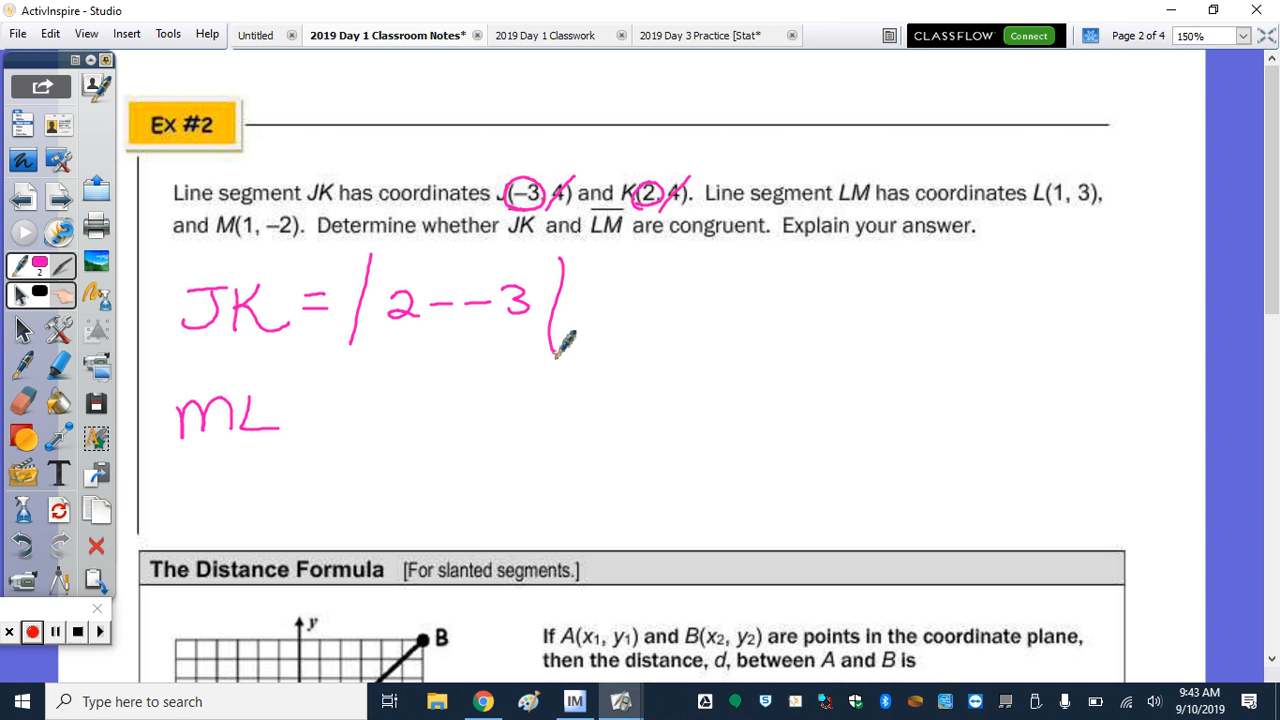 ActivInspire - Studio
File Edit View Insert Tools Help
Untitled
2019 Day 1 Classroom Notes*
2019 Day 1 Classwork
2019 Day 3 Practice [Stat*
CLASSFLOW Connect
Page 2 of 4
150%
Ex #2
Line segment JK has coordinates J(–3, 4) and K(2, 4). Line segment LM has coordinates L(1, 3),
and M(1, –2). Determine whether JK and LM are congruent. Explain your answer.
JK = | 2 - - 3 |
mL
2
The Distance Formula [For slanted segments.]
y
B
If A(x₁, y₁) and B(x₂, y₂) are points in the coordinate plane,
then the distance, d, between A and B is
Type here to search
IM
9:43 AM
9/10/2019